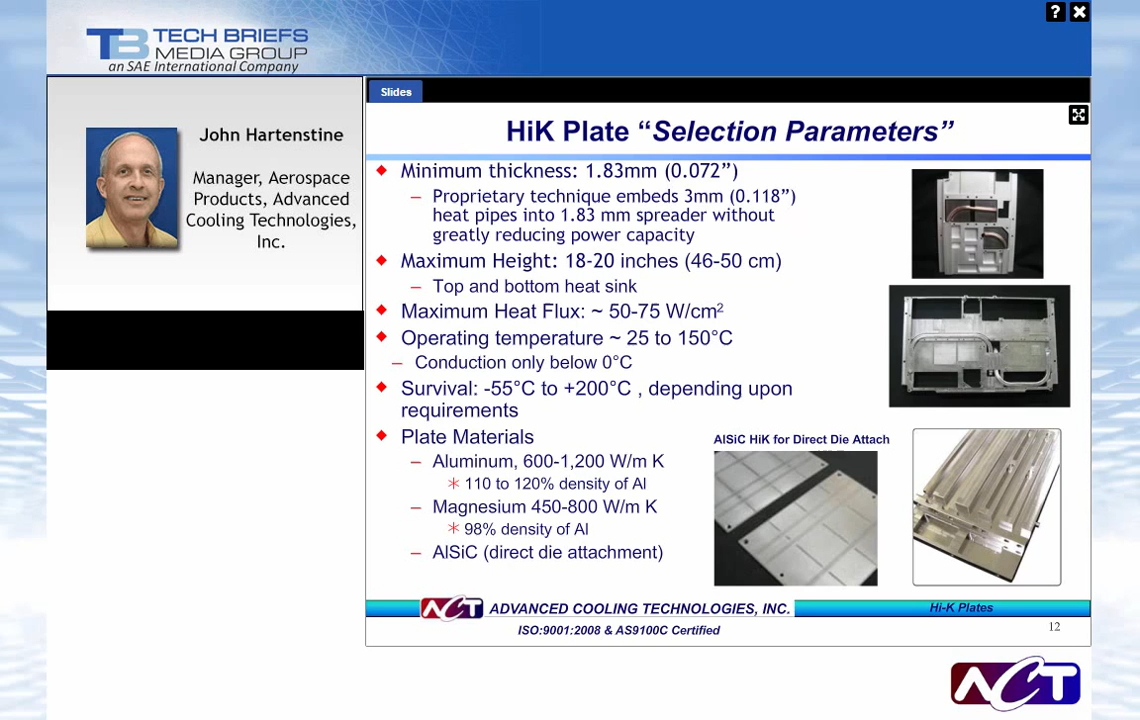 ? ×
TB TECH BRIEFS
MEDIA GROUP
an SAE International Company
Slides
John Hartenstine
Manager, Aerospace
Products, Advanced
Cooling Technologies,
Inc.
HiK Plate “Selection Parameters”
Minimum thickness: 1.83mm (0.072”)
– Proprietary technique embeds 3mm (0.118”)
heat pipes into 1.83 mm spreader without
greatly reducing power capacity
Maximum Height: 18-20 inches (46-50 cm)
– Top and bottom heat sink
Maximum Heat Flux: ~ 50-75 W/cm²
Operating temperature ~ 25 to 150°C
– Conduction only below 0°C
Survival: -55°C to +200°C , depending upon
requirements
Plate Materials
– Aluminum, 600-1,200 W/m K
∗ 110 to 120% density of Al
– Magnesium 450-800 W/m K
∗ 98% density of Al
– AlSiC (direct die attachment)
AlSiC HiK for Direct Die Attach
ACT ADVANCED COOLING TECHNOLOGIES, INC.
Hi-K Plates
ISO:9001:2008 & AS9100C Certified
12
ACT